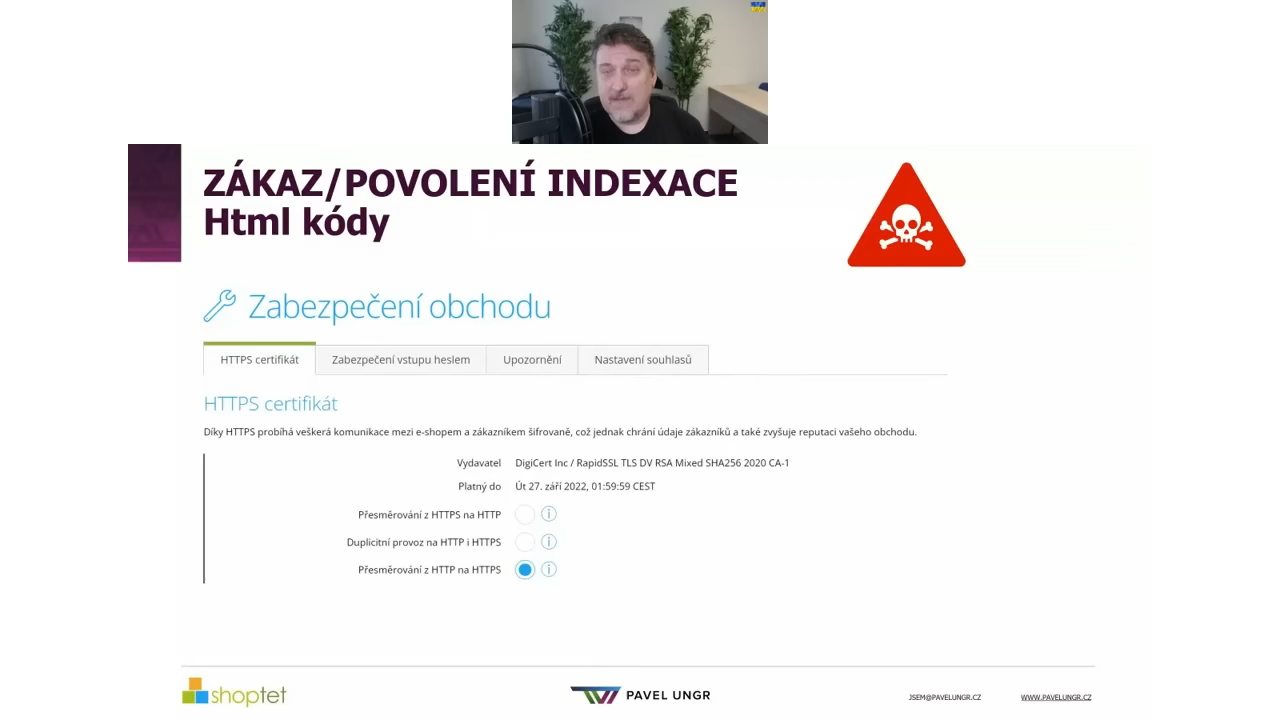 ZÁKAZ/POVOLENÍ INDEXACE
Html kódy
Zabezpečení obchodu
HTTPS certifikát
Zabezpečení vstupu heslem
Upozornění
Nastavení souhlasů
HTTPS certifikát
Díky HTTPS probíhá veškerá komunikace mezi e-shopem a zákazníkem šifrovaně, což jednak chrání údaje zákazníků a také zvyšuje reputaci vašeho obchodu.
Vydavatel DigiCert Inc / RapidSSL TLS DV RSA Mixed SHA256 2020 CA-1
Platný do Út 27. září 2022, 01:59:59 CEST
Přesměrování z HTTPS na HTTP
Duplicitní provoz na HTTP i HTTPS
Přesměrování z HTTP na HTTPS
shoptet
PAVEL UNGR
JSEM@PAVELUNGR.CZ
WWW.PAVELUNGR.CZ